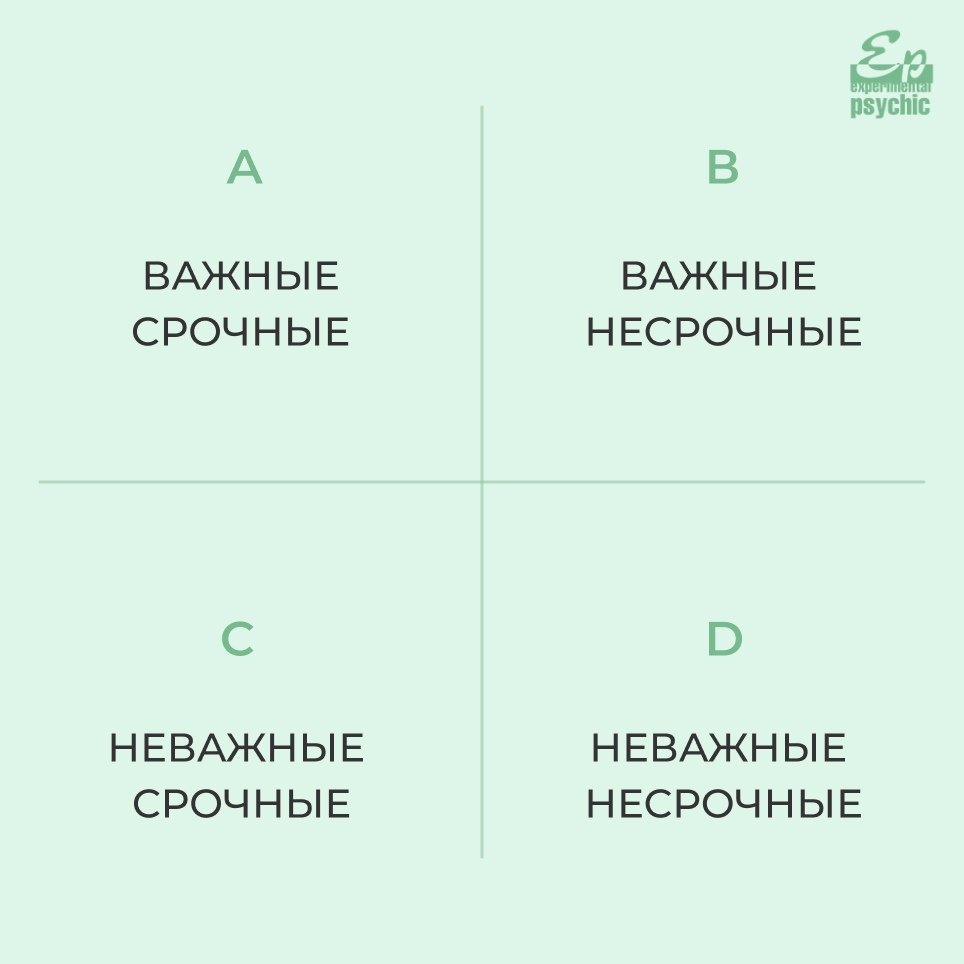 Ep
experimental
psychic
A
ВАЖНЫЕ
СРОЧНЫЕ
B
ВАЖНЫЕ
НЕСРОЧНЫЕ
C
НЕВАЖНЫЕ
СРОЧНЫЕ
D
НЕВАЖНЫЕ
НЕСРОЧНЫЕ